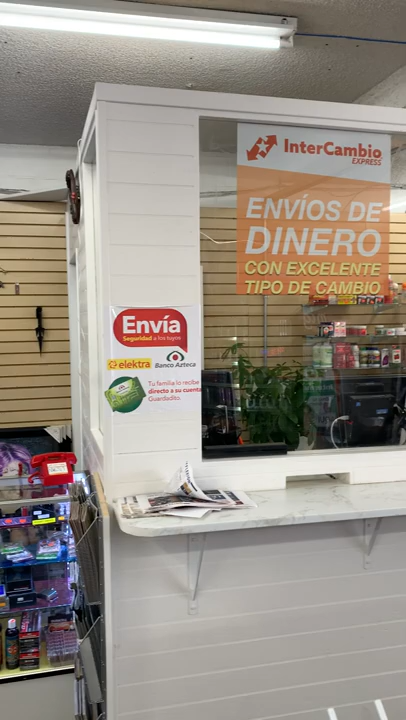 InterCambio
EXPRESS
ENVÍOS DE
DINERO
CON EXCELENTE
TIPO DE CAMBIO
Envía
Seguridad a los tuyos
elektra
Banco Azteca
Tu familia lo recibe
directo a su cuenta
Guardadito.